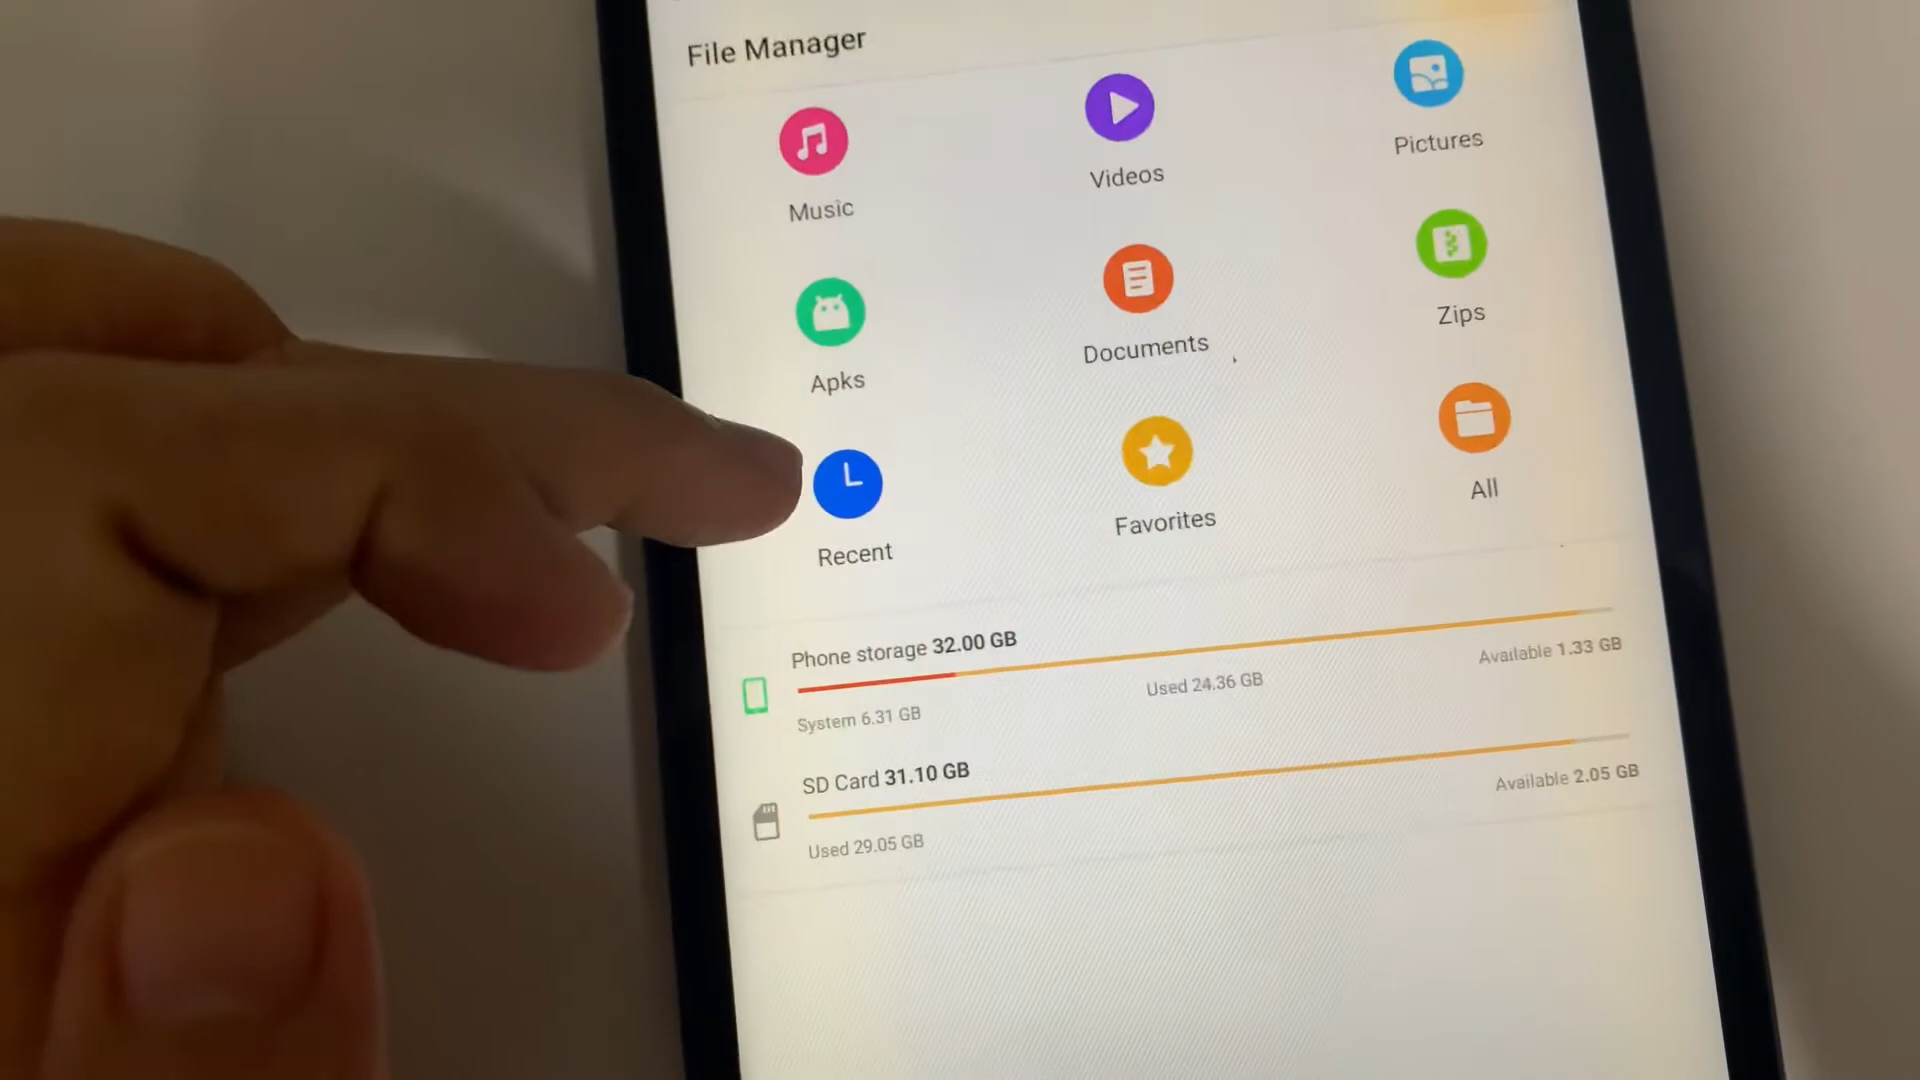 File Manager
Music
Videos
Pictures
Apks
Documents
Zips
Recent
Favorites
All
Phone storage 32.00 GB
System 6.31 GB
Used 24.36 GB
Available 1.33 GB
SD Card 31.10 GB
Used 29.05 GB
Available 2.05 GB